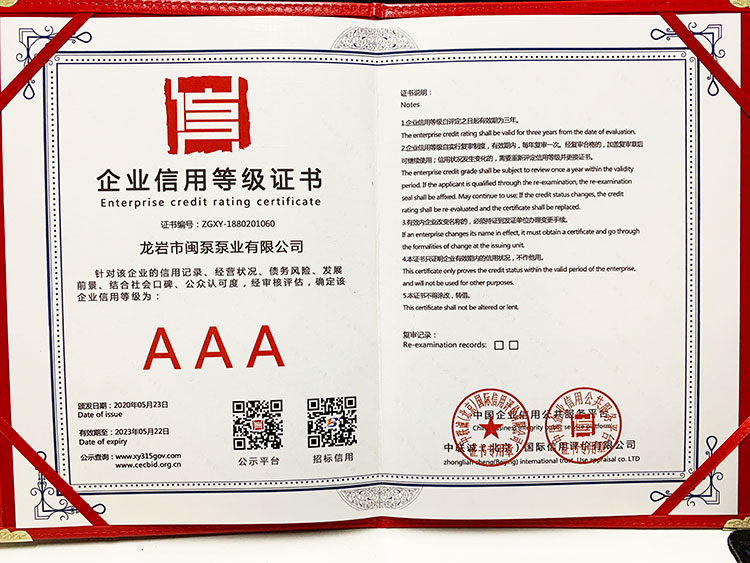 企业信用等级证书
Enterprise credit rating certificate
证书编号：ZGXY-1880201060
龙岩市闽泵泵业有限公司
针对该企业的信用记录、经营状况、债务风险、发展
前景、结合社会口碑、公众认可度，经审核评估，确定该
企业信用等级为：
AAA
颁发日期：2020年05月23日
Date of issue
有效期至：2023年05月22日
Date of expiry
公示查询：www.xy315gov.com
www.cecbid.org.cn
公示平台
招标信用
证书说明：
Notes
1.企业信用等级自评定之日起有效期为三年。
The enterprise credit rating shall be valid for three years from the date of evaluation.
2.企业信用等级自实行复审制度，有效期内，每年复审一次。经复审合格的，加盖复审章后
可继续使用；信用状况发生变化的，需要重新评定信用等级并更换证书。
The enterprise credit grade shall be subject to review once a year within the validity
period. If the applicant is qualified through the re-examination, the re-examination
seal shall be affixed. May continue to use; If the credit status changes, the credit
rating shall be re-evaluated and the certificate shall be replaced.
3.有效内企业改变名称的，必须持证到发证单位办理变更手续。
If an enterprise changes its name in effect, it must obtain a certificate and go through
the formalities of change at the issuing unit.
4.本证书只证明企业有效期内的信用状况，不作他用。
This certificate only proves the credit status within the valid period of the enterprise,
and will not be used for other purposes.
5.本证书不得涂改，转借。
This certificate shall not be altered or lent.
复审记录：
Re-examination records:
中国企业信用公共服务平台
国际信用评价有限公司
international trust. Use appraisal co. LTD
证书专用章
证书专用章